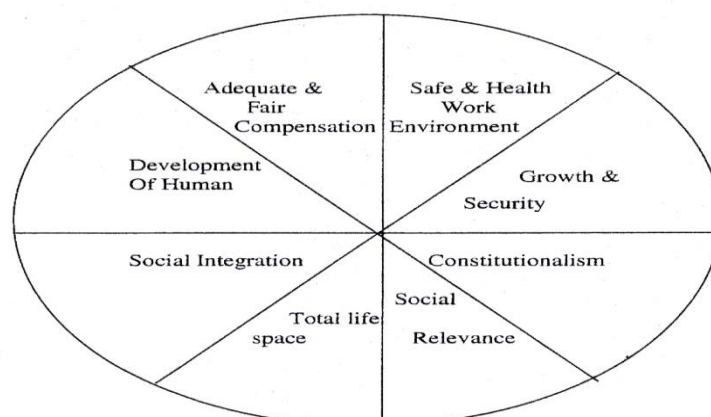 Adequate &
Fair
Compensation
Safe & Health
Work
Environment
Development
Of Human
Growth &
Security
Social Integration
Constitutionalism
Total life
space
Social
Relevance